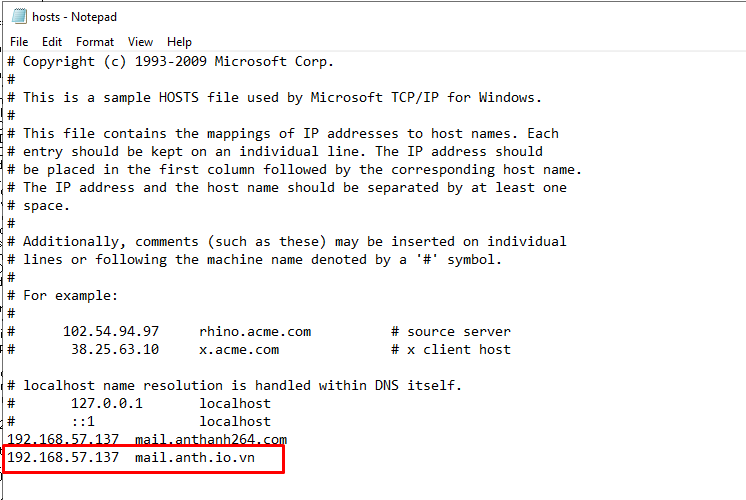 hosts - Notepad
File Edit Format View Help
# Copyright (c) 1993-2009 Microsoft Corp.
#
# This is a sample HOSTS file used by Microsoft TCP/IP for Windows.
#
# This file contains the mappings of IP addresses to host names. Each
# entry should be kept on an individual line. The IP address should
# be placed in the first column followed by the corresponding host name.
# The IP address and the host name should be separated by at least one
# space.
#
# Additionally, comments (such as these) may be inserted on individual
# lines or following the machine name denoted by a '#' symbol.
#
# For example:
#
#      102.54.94.97     rhino.acme.com          # source server
#       38.25.63.10     x.acme.com              # x client host

# localhost name resolution is handled within DNS itself.
#       127.0.0.1       localhost
#       ::1             localhost
192.168.57.137  mail.anthanh264.com
192.168.57.137  mail.anth.io.vn